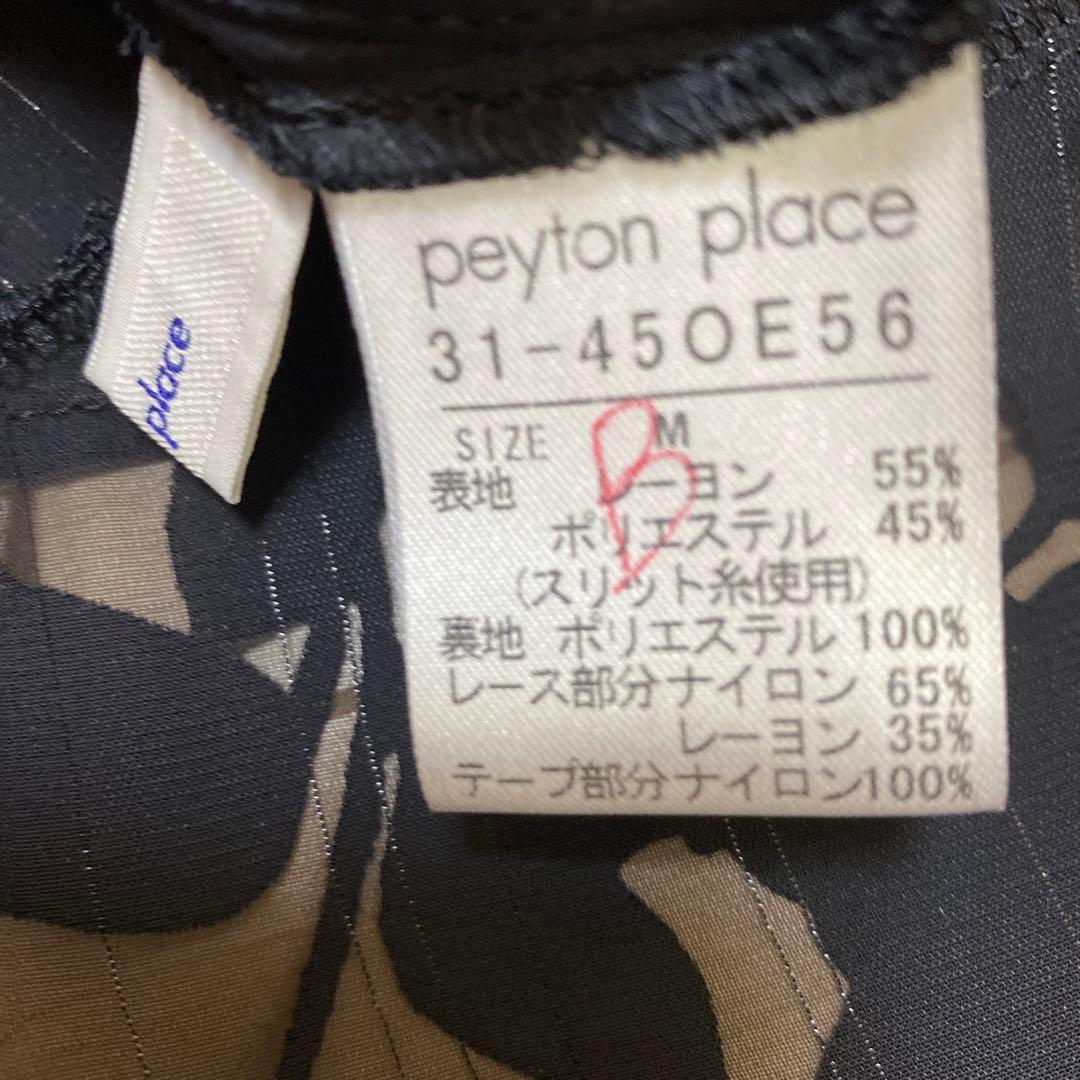 peyton place
31-45OE56
SIZE M
B
表地 レーヨン 55%
ポリエステル 45%
(スリット糸使用)
裏地 ポリエステル 100%
レース部分ナイロン 65%
レーヨン 35%
テープ部分ナイロン100%
place